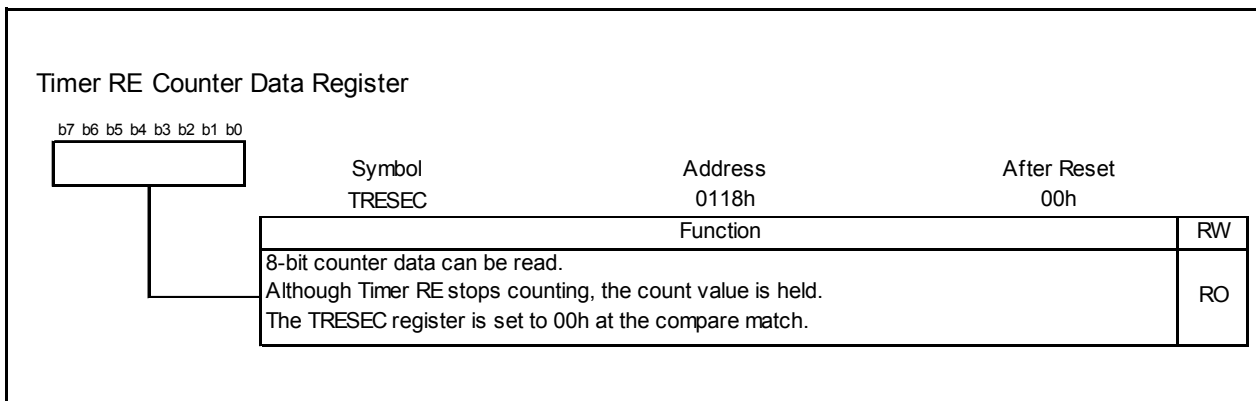 Timer RE Counter Data Register
b7 b6 b5 b4 b3 b2 b1 b0
Symbol Address After Reset
TRESEC 0118h 00h
Function RW
8-bit counter data can be read.
Although Timer RE stops counting, the count value is held.
The TRESEC register is set to 00h at the compare match.
RO